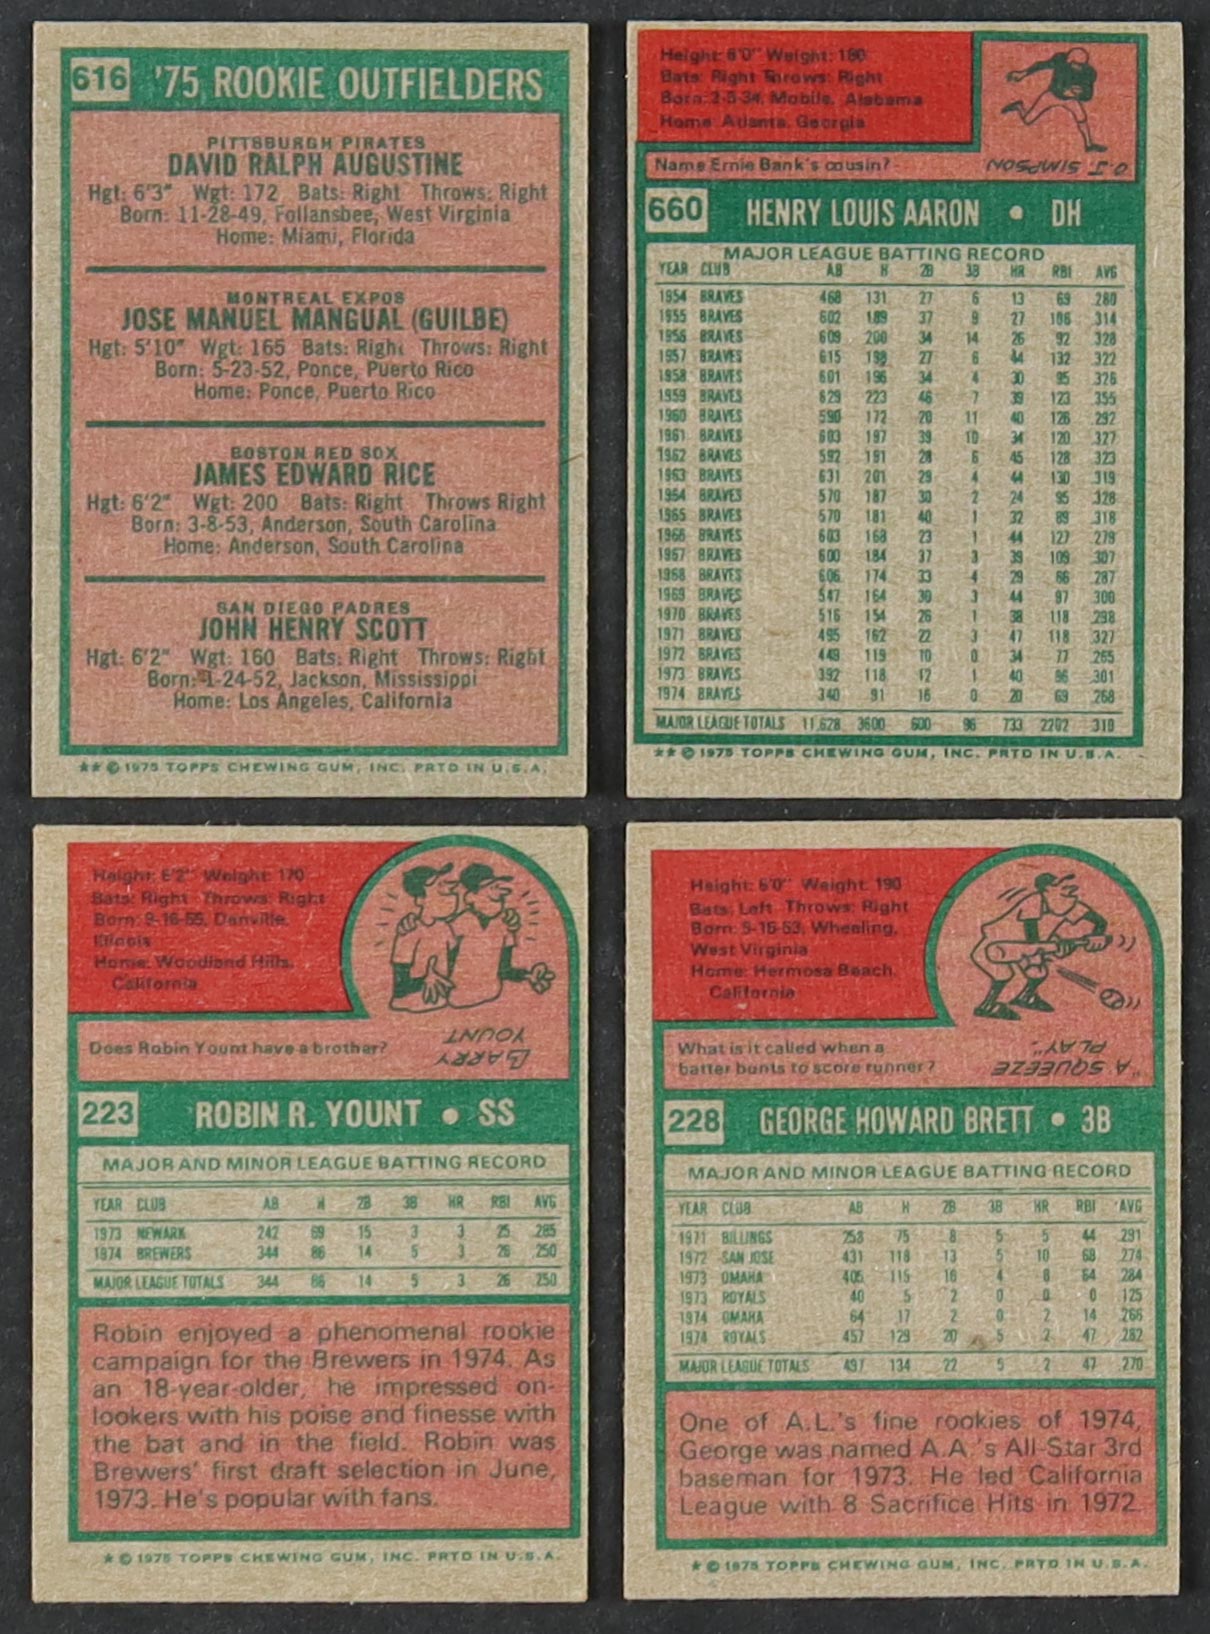 616 '75 ROOKIE OUTFIELDERS
PITTSBURGH PIRATES
DAVID RALPH AUGUSTINE
Hgt: 6'3" Wgt: 172 Bats: Right Throws: Right
Born: 11-28-49, Follansbee, West Virginia
Home: Miami, Florida
MONTREAL EXPOS
JOSE MANUEL MANGUAL (GUILBE)
Hgt: 5'10" Wgt: 165 Bats: Right Throws: Right
Born: 5-23-52, Ponce, Puerto Rico
Home: Ponce, Puerto Rico
BOSTON RED SOX
JAMES EDWARD RICE
Hgt: 6'2" Wgt: 200 Bats: Right Throws Right
Born: 3-8-53, Anderson, South Carolina
Home: Anderson, South Carolina
SAN DIEGO PADRES
JOHN HENRY SCOTT
Hgt: 6'2" Wgt: 160 Bats: Right Throws: Right
Born: 1-24-52, Jackson, Mississippi
Home: Los Angeles, California
** © 1975 TOPPS CHEWING GUM, INC. PRTD IN U.S.A.
Height: 6'0" Weight: 190
Bats: Right Throws: Right
Born: 2-5-34, Mobile, Alabama
Home: Atlanta, Georgia
Name Ernie Bank's cousin?
O.J. SIMPSON
660 HENRY LOUIS AARON • DH
MAJOR LEAGUE BATTING RECORD
YEAR CLUB AB H 2B 3B HR RBI AVG
1954 BRAVES 468 131 27 6 13 69 .280
1955 BRAVES 602 189 37 9 27 106 .314
1956 BRAVES 609 200 34 14 26 92 .328
1957 BRAVES 615 198 27 6 44 132 .322
1958 BRAVES 601 196 34 4 30 95 .326
1959 BRAVES 629 223 46 7 39 123 .355
1960 BRAVES 590 172 20 11 40 126 .292
1961 BRAVES 603 197 39 10 34 120 .327
1962 BRAVES 592 191 28 6 45 128 .323
1963 BRAVES 631 201 29 4 44 130 .319
1964 BRAVES 570 187 30 2 24 95 .328
1965 BRAVES 570 181 40 1 32 89 .318
1966 BRAVES 603 168 23 1 44 127 .279
1967 BRAVES 600 184 37 3 39 109 .307
1968 BRAVES 606 174 33 4 29 86 .287
1969 BRAVES 547 164 30 3 44 97 .300
1970 BRAVES 516 154 26 1 38 118 .298
1971 BRAVES 495 162 22 3 47 118 .327
1972 BRAVES 449 119 10 0 34 77 .265
1973 BRAVES 392 118 12 1 40 96 .301
1974 BRAVES 340 91 16 0 20 69 .268
MAJOR LEAGUE TOTALS 11,628 3600 600 96 733 2202 .310
** © 1975 TOPPS CHEWING GUM, INC. PRTD IN U.S.A.
Height: 6'2" Weight: 170
Bats: Right Throws: Right
Born: 9-16-55, Danville,
Illinois
Home: Woodland Hills,
California
Does Robin Yount have a brother?
BARRY
YOUNT
223 ROBIN R. YOUNT • SS
MAJOR AND MINOR LEAGUE BATTING RECORD
YEAR CLUB AB H 2B 3B HR RBI AVG
1973 NEWARK 242 69 15 3 3 25 .285
1974 BREWERS 344 86 14 5 3 26 .250
MAJOR LEAGUE TOTALS 344 86 14 5 3 26 .250
Robin enjoyed a phenomenal rookie
campaign for the Brewers in 1974. As
an 18-year-older, he impressed on-
lookers with his poise and finesse with
the bat and in the field. Robin was
Brewers' first draft selection in June,
1973. He's popular with fans.
* © 1975 TOPPS CHEWING GUM, INC. PRTD IN U.S.A.
Height: 6'0" Weight: 190
Bats: Left Throws: Right
Born: 5-15-53, Wheeling,
West Virginia
Home: Hermosa Beach,
California
What is it called when a
batter bunts to score runner?
"A SQUEEZE
PLAY"
228 GEORGE HOWARD BRETT • 3B
MAJOR AND MINOR LEAGUE BATTING RECORD
YEAR CLUB AB H 2B 3B HR RBI AVG
1971 BILLINGS 258 75 8 5 5 44 .291
1972 SAN JOSE 431 118 13 5 10 68 .274
1973 OMAHA 405 115 16 4 8 64 .284
1973 ROYALS 40 5 2 0 0 0 .125
1974 OMAHA 64 17 2 0 2 14 .266
1974 ROYALS 457 129 20 5 2 47 .282
MAJOR LEAGUE TOTALS 497 134 22 5 2 47 .270
One of A.L.'s fine rookies of 1974,
George was named A.A.'s All-Star 3rd
baseman for 1973. He led California
League with 8 Sacrifice Hits in 1972.
* © 1975 TOPPS CHEWING GUM, INC. PRTD IN U.S.A.